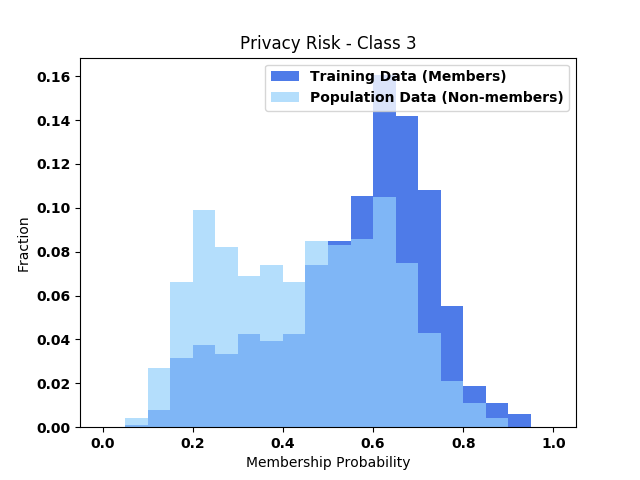 Privacy Risk - Class 3
Training Data (Members)
Population Data (Non-members)
0.16
0.14
0.12
0.10
0.08
0.06
0.04
0.02
0.00
Fraction
0.0 0.2 0.4 0.6 0.8 1.0
Membership Probability